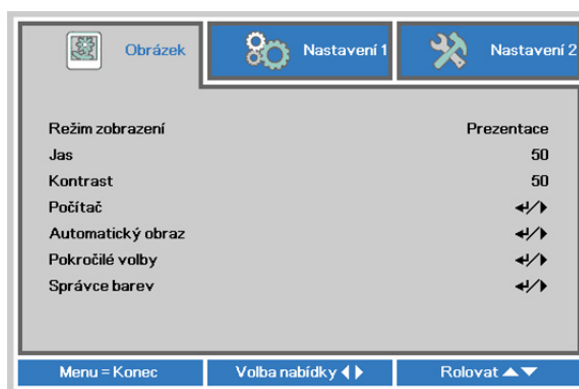 Obrázek
Nastavení 1
Nastavení 2
Režim zobrazení Prezentace
Jas 50
Kontrast 50
Počítač ↵/▶
Automatický obraz ↵/▶
Pokročilé volby ↵/▶
Správce barev ↵/▶
Menu = Konec
Volba nabídky ◀▶
Rolovat ▲▼